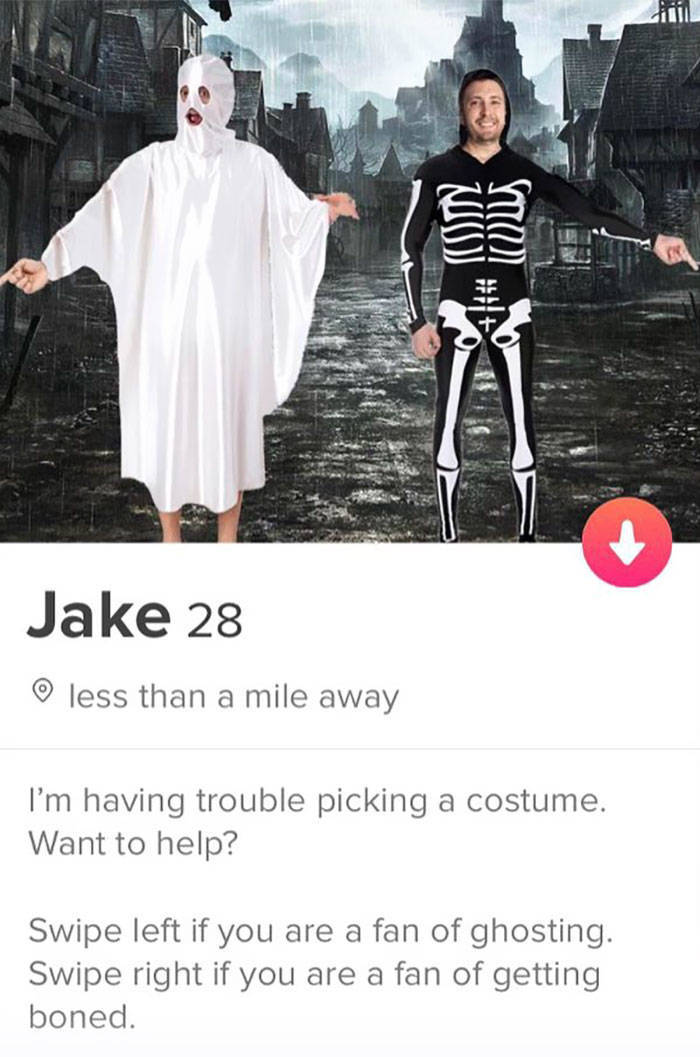 Jake 28
less than a mile away
I'm having trouble picking a costume.
Want to help?
Swipe left if you are a fan of ghosting.
Swipe right if you are a fan of getting
boned.